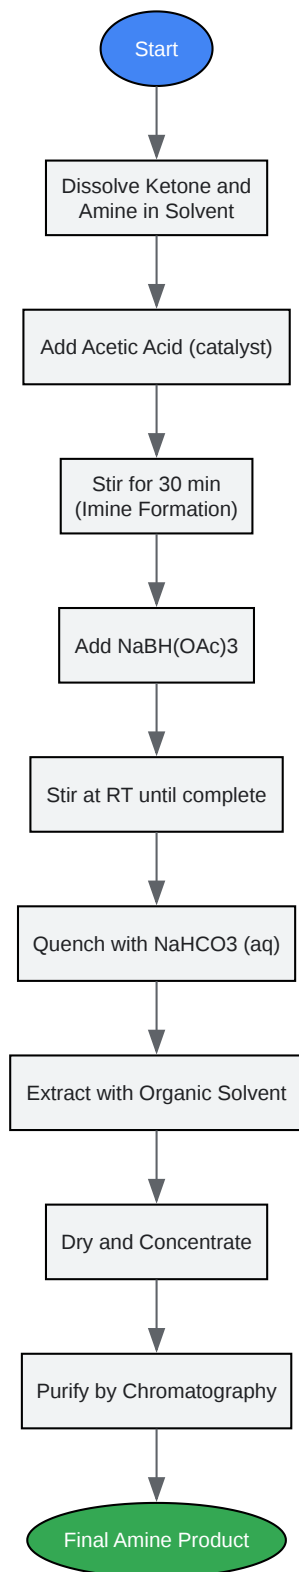 Start
Dissolve Ketone and
Amine in Solvent
Add Acetic Acid (catalyst)
Stir for 30 min
(Imine Formation)
Add NaBH(OAc)3
Stir at RT until complete
Quench with NaHCO3 (aq)
Extract with Organic Solvent
Dry and Concentrate
Purify by Chromatography
Final Amine Product